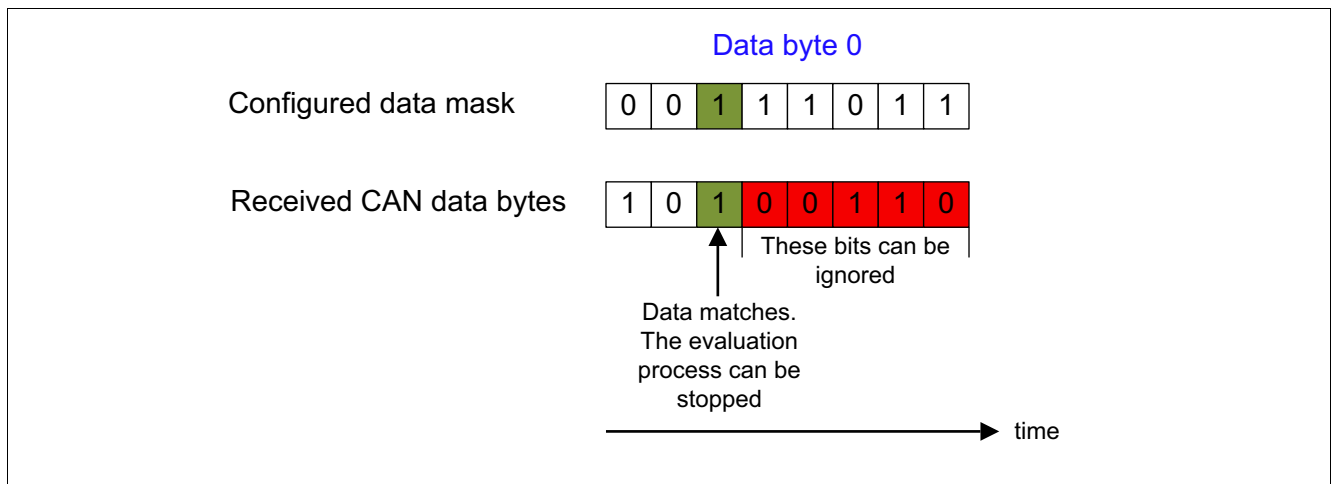 Data byte 0
Configured data mask 0 0 1 1 1 0 1 1
Received CAN data bytes 1 0 1 0 0 1 1 0
These bits can be
ignored
Data matches.
The evaluation
process can be
stopped
time